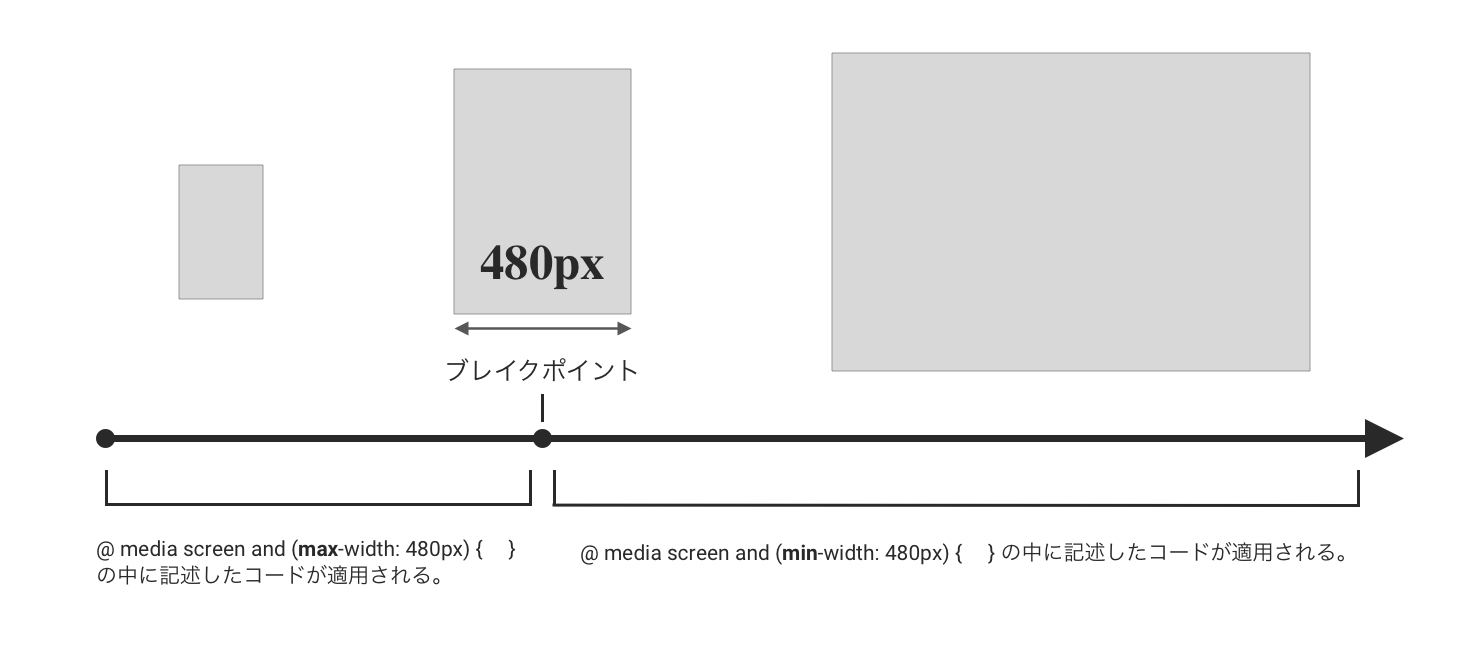 480px
ブレイクポイント
@ media screen and (max-width: 480px) {    }
の中に記述したコードが適用される。
@ media screen and (min-width: 480px) {    } の中に記述したコードが適用される。